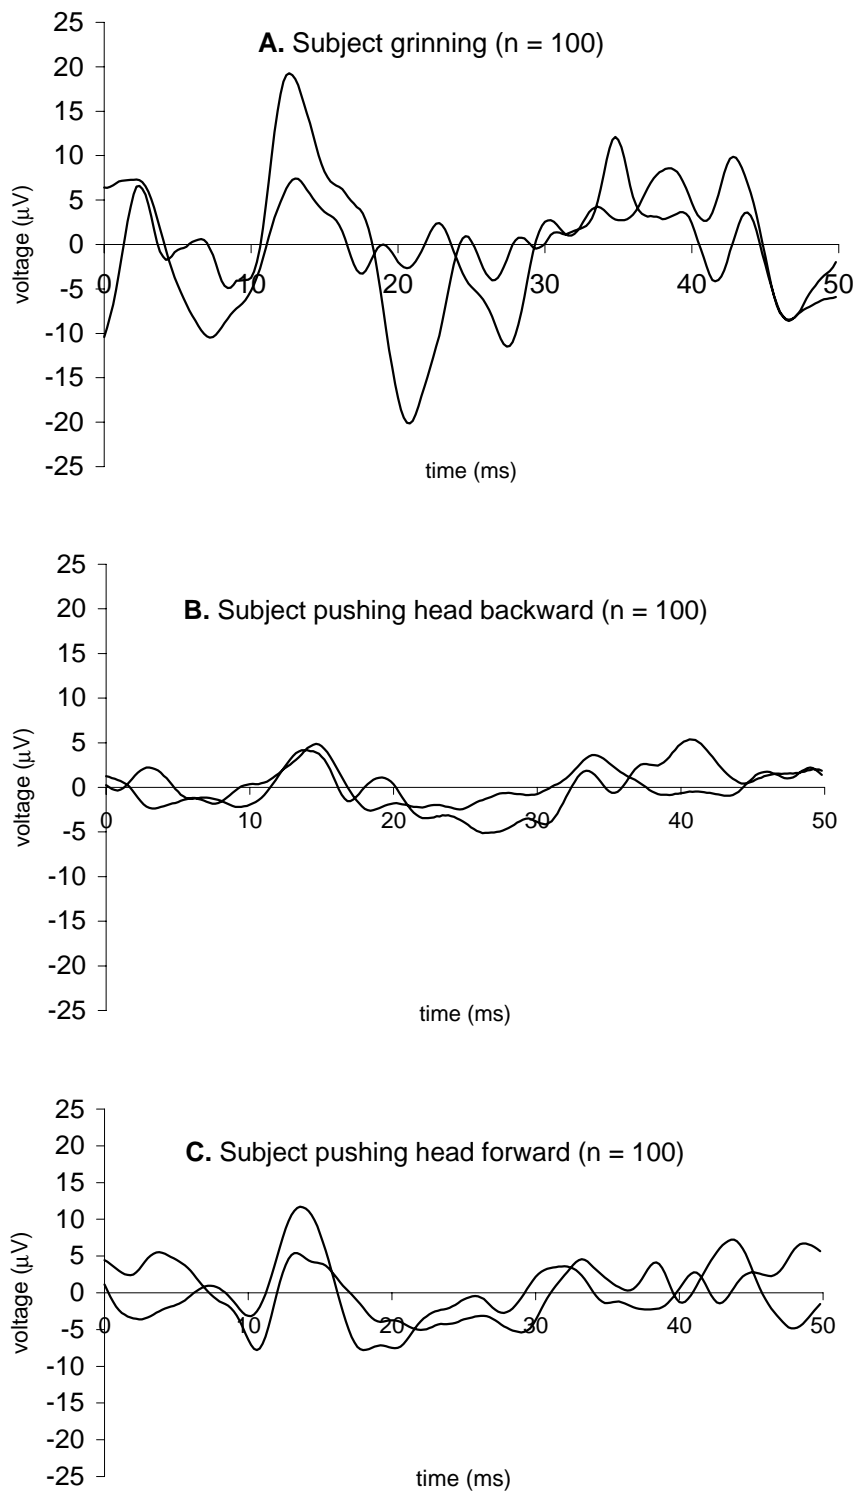 A. Subject grinning (n = 100)
25
20
15
10
5
0
-5
-10
-15
-20
-25
voltage (μV)
0 10 20 30 40 50
time (ms)
B. Subject pushing head backward (n = 100)
25
20
15
10
5
0
-5
-10
-15
-20
-25
voltage (μV)
0 10 20 30 40 50
time (ms)
C. Subject pushing head forward (n = 100)
25
20
15
10
5
0
-5
-10
-15
-20
-25
voltage (μV)
0 10 20 30 40 50
time (ms)